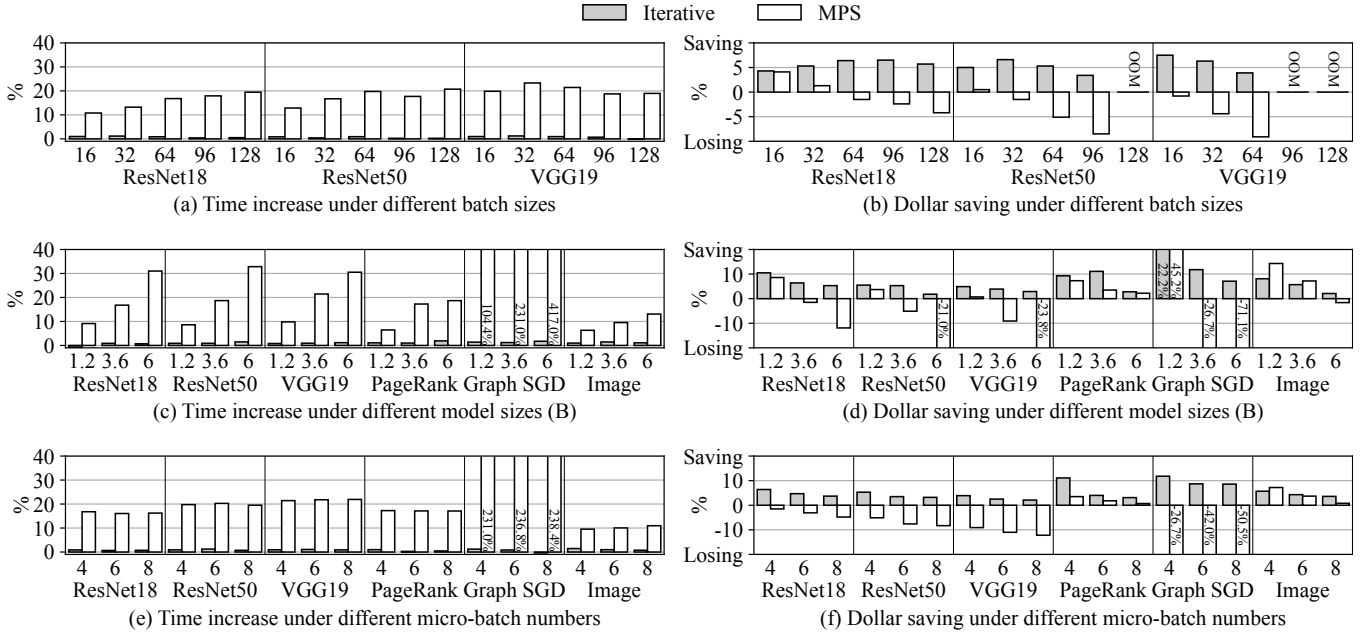 Iterative MPS
40
30
20
10
0
%
16 32 64 96 128 16 32 64 96 128 16 32 64 96 128
ResNet18 ResNet50 VGG19
(a) Time increase under different batch sizes
Saving
5
0
-5
Losing
%
OOM OOM OOM
16 32 64 96 128 16 32 64 96 128 16 32 64 96 128
ResNet18 ResNet50 VGG19
(b) Dollar saving under different batch sizes
40
30
20
10
0
%
104.4% 231.0% 417.0%
1.2 3.6 6 1.2 3.6 6 1.2 3.6 6 1.2 3.6 6 1.2 3.6 6 1.2 3.6 6
ResNet18 ResNet50 VGG19 PageRank Graph SGD Image
(c) Time increase under different model sizes (B)
Saving
10
0
-10
Losing
%
-21.0% -23.8% 22.2% 45.2% -26.7% -71.1%
1.2 3.6 6 1.2 3.6 6 1.2 3.6 6 1.2 3.6 6 1.2 3.6 6 1.2 3.6 6
ResNet18 ResNet50 VGG19 PageRank Graph SGD Image
(d) Dollar saving under different model sizes (B)
40
30
20
10
0
%
231.0% 236.8% 238.4%
4 6 8 4 6 8 4 6 8 4 6 8 4 6 8 4 6 8
ResNet18 ResNet50 VGG19 PageRank Graph SGD Image
(e) Time increase under different micro-batch numbers
Saving
10
0
-10
Losing
%
-26.7% -42.0% -50.5%
4 6 8 4 6 8 4 6 8 4 6 8 4 6 8 4 6 8
ResNet18 ResNet50 VGG19 PageRank Graph SGD Image
(f) Dollar saving under different micro-batch numbers